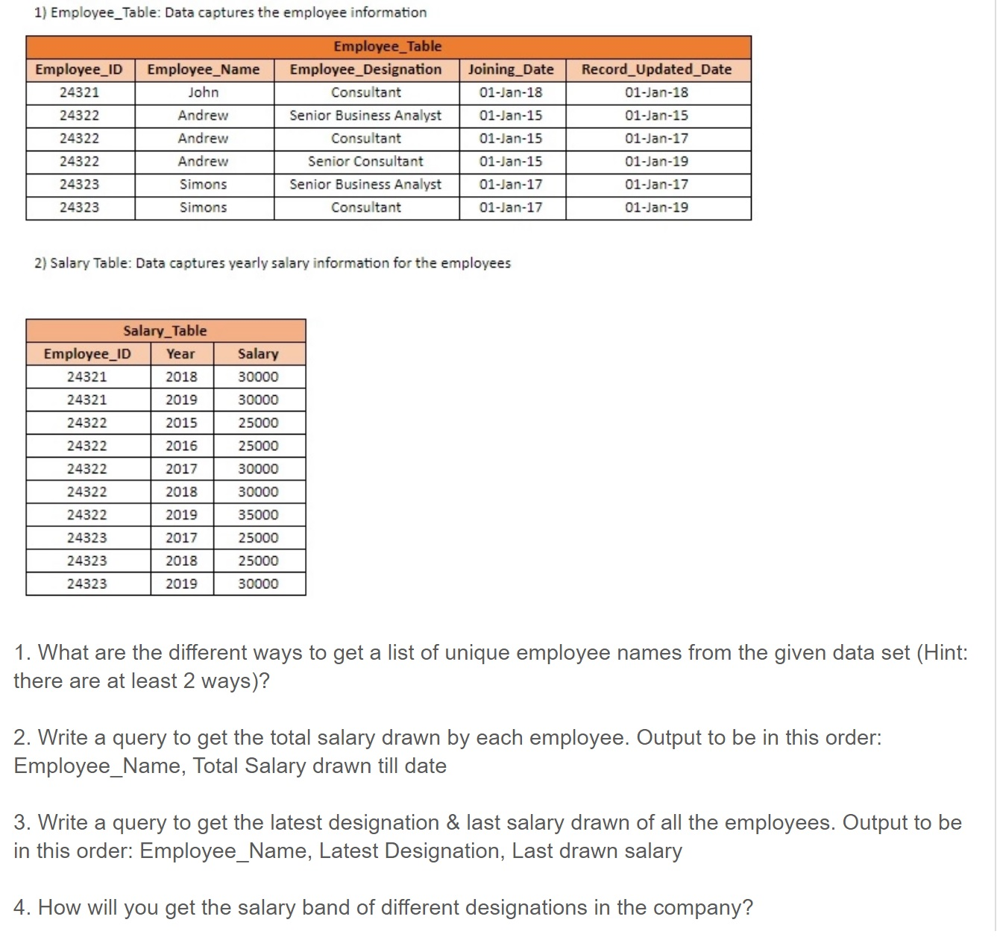 1) Employee_Table: Data captures the employee information
Employee_Table
Employee_ID Employee_Name Employee_Designation Joining_Date Record_Updated_Date
24321 John Consultant 01-Jan-18 01-Jan-18
24322 Andrew Senior Business Analyst 01-Jan-15 01-Jan-15
24322 Andrew Consultant 01-Jan-15 01-Jan-17
24322 Andrew Senior Consultant 01-Jan-15 01-Jan-19
24323 Simons Senior Business Analyst 01-Jan-17 01-Jan-17
24323 Simons Consultant 01-Jan-17 01-Jan-19
2) Salary Table: Data captures yearly salary information for the employees
Salary_Table
Employee_ID Year Salary
24321 2018 30000
24321 2019 30000
24322 2015 25000
24322 2016 25000
24322 2017 30000
24322 2018 30000
24322 2019 35000
24323 2017 25000
24323 2018 25000
24323 2019 30000
1. What are the different ways to get a list of unique employee names from the given data set (Hint:
there are at least 2 ways)?
2. Write a query to get the total salary drawn by each employee. Output to be in this order:
Employee_Name, Total Salary drawn till date
3. Write a query to get the latest designation & last salary drawn of all the employees. Output to be
in this order: Employee_Name, Latest Designation, Last drawn salary
4. How will you get the salary band of different designations in the company?